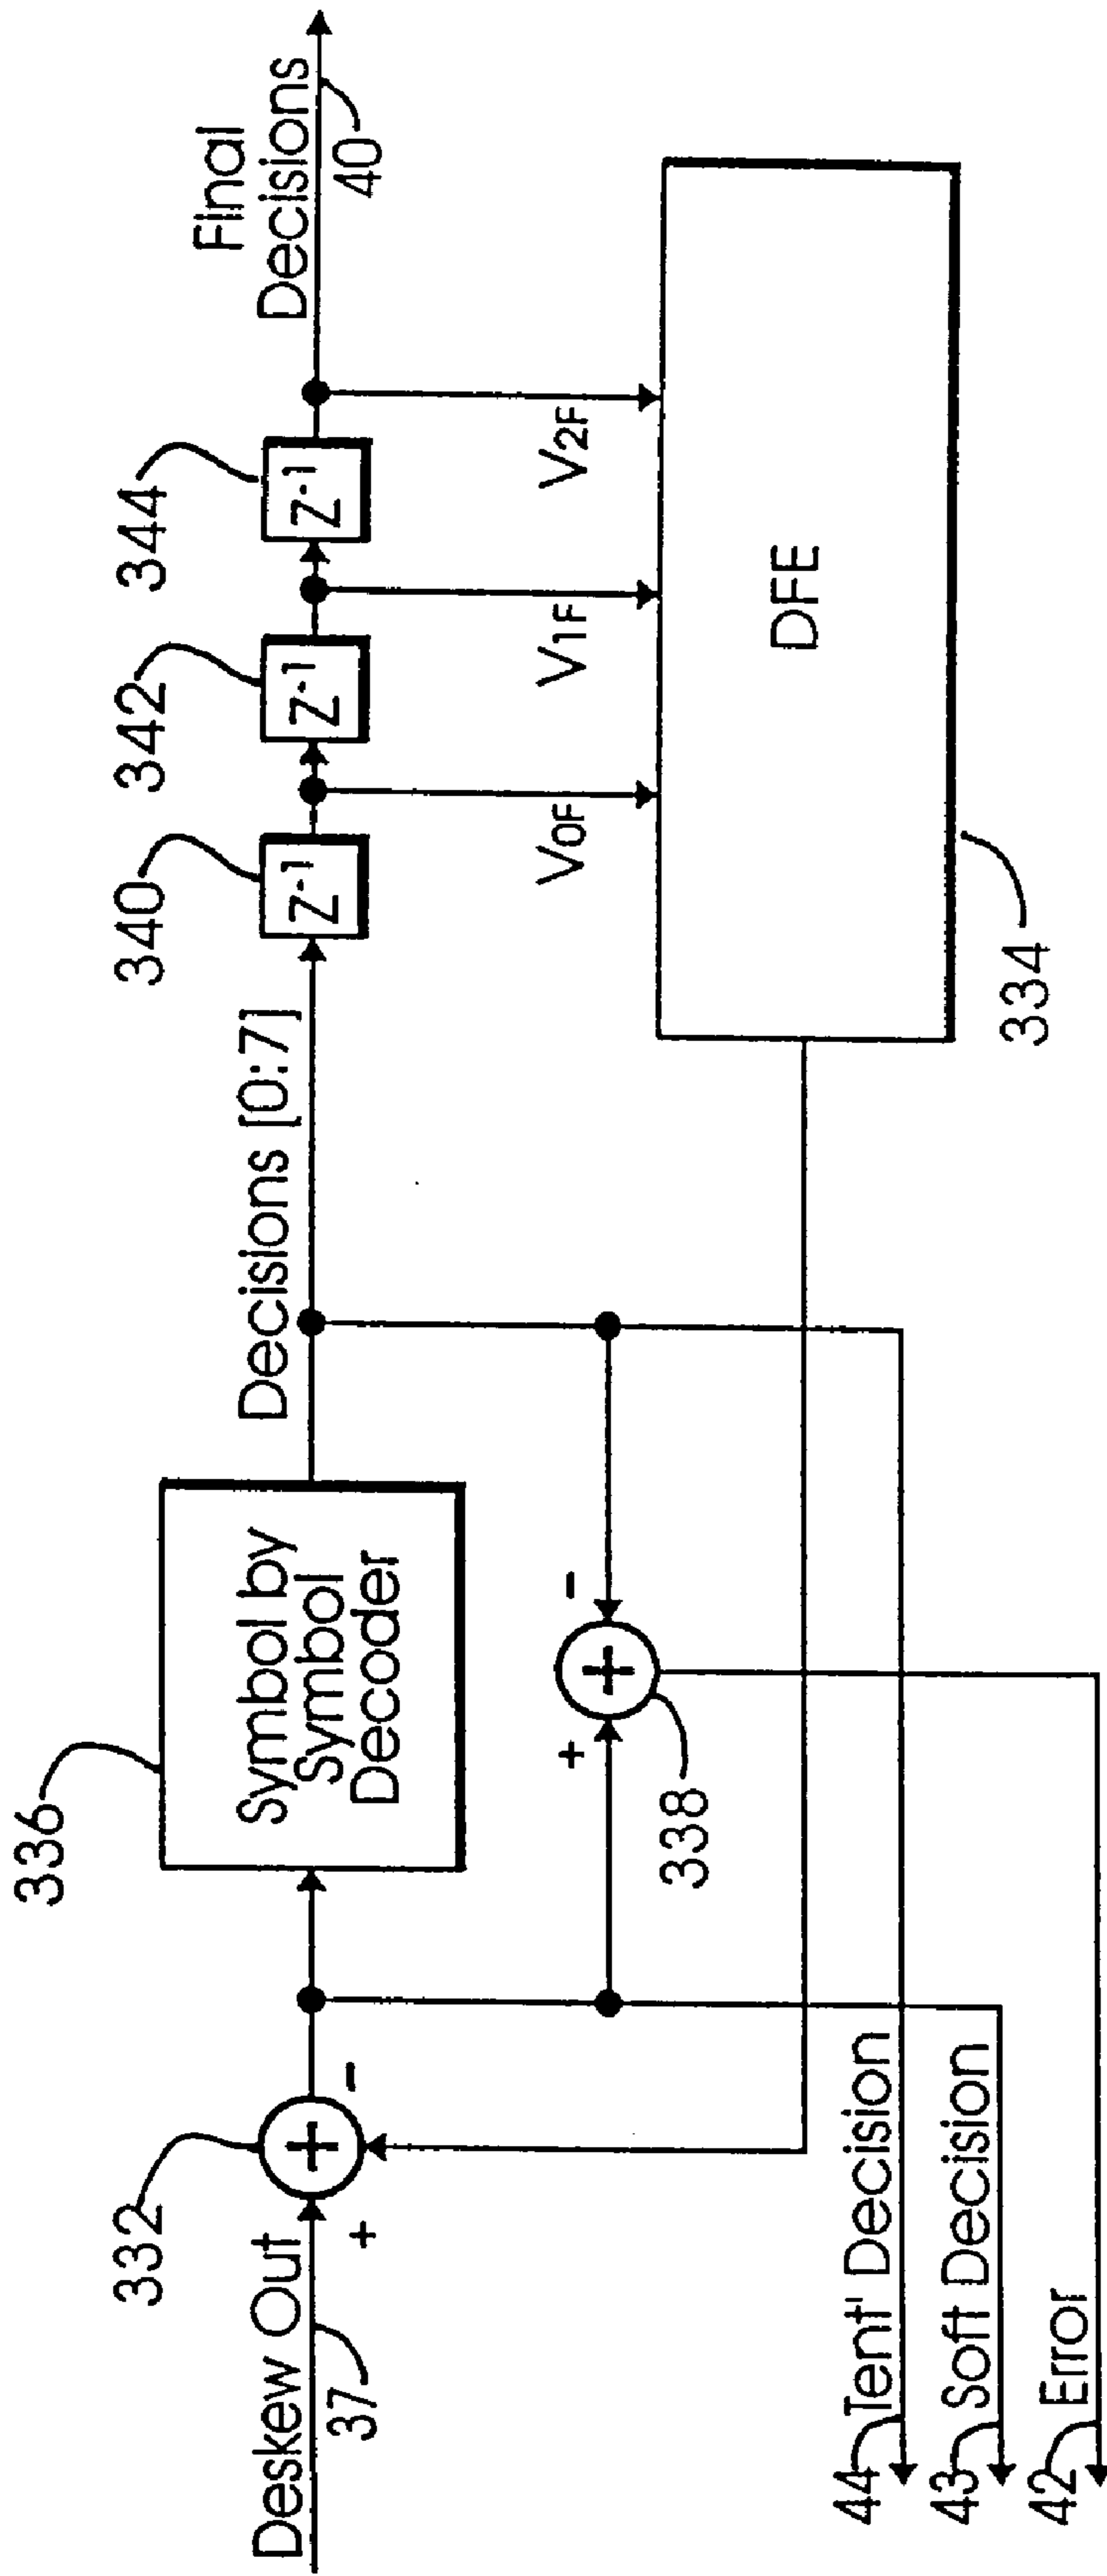 Deskew Out
37
332
+
-
336
Symbol by
Symbol
Decoder
Decisions [0:7]
340
Z-1
342
Z-1
344
Z-1
Final
Decisions
40
V0F
V1F
V2F
DFE
334
+
-
338
44
Tent' Decision
43
Soft Decision
42
Error